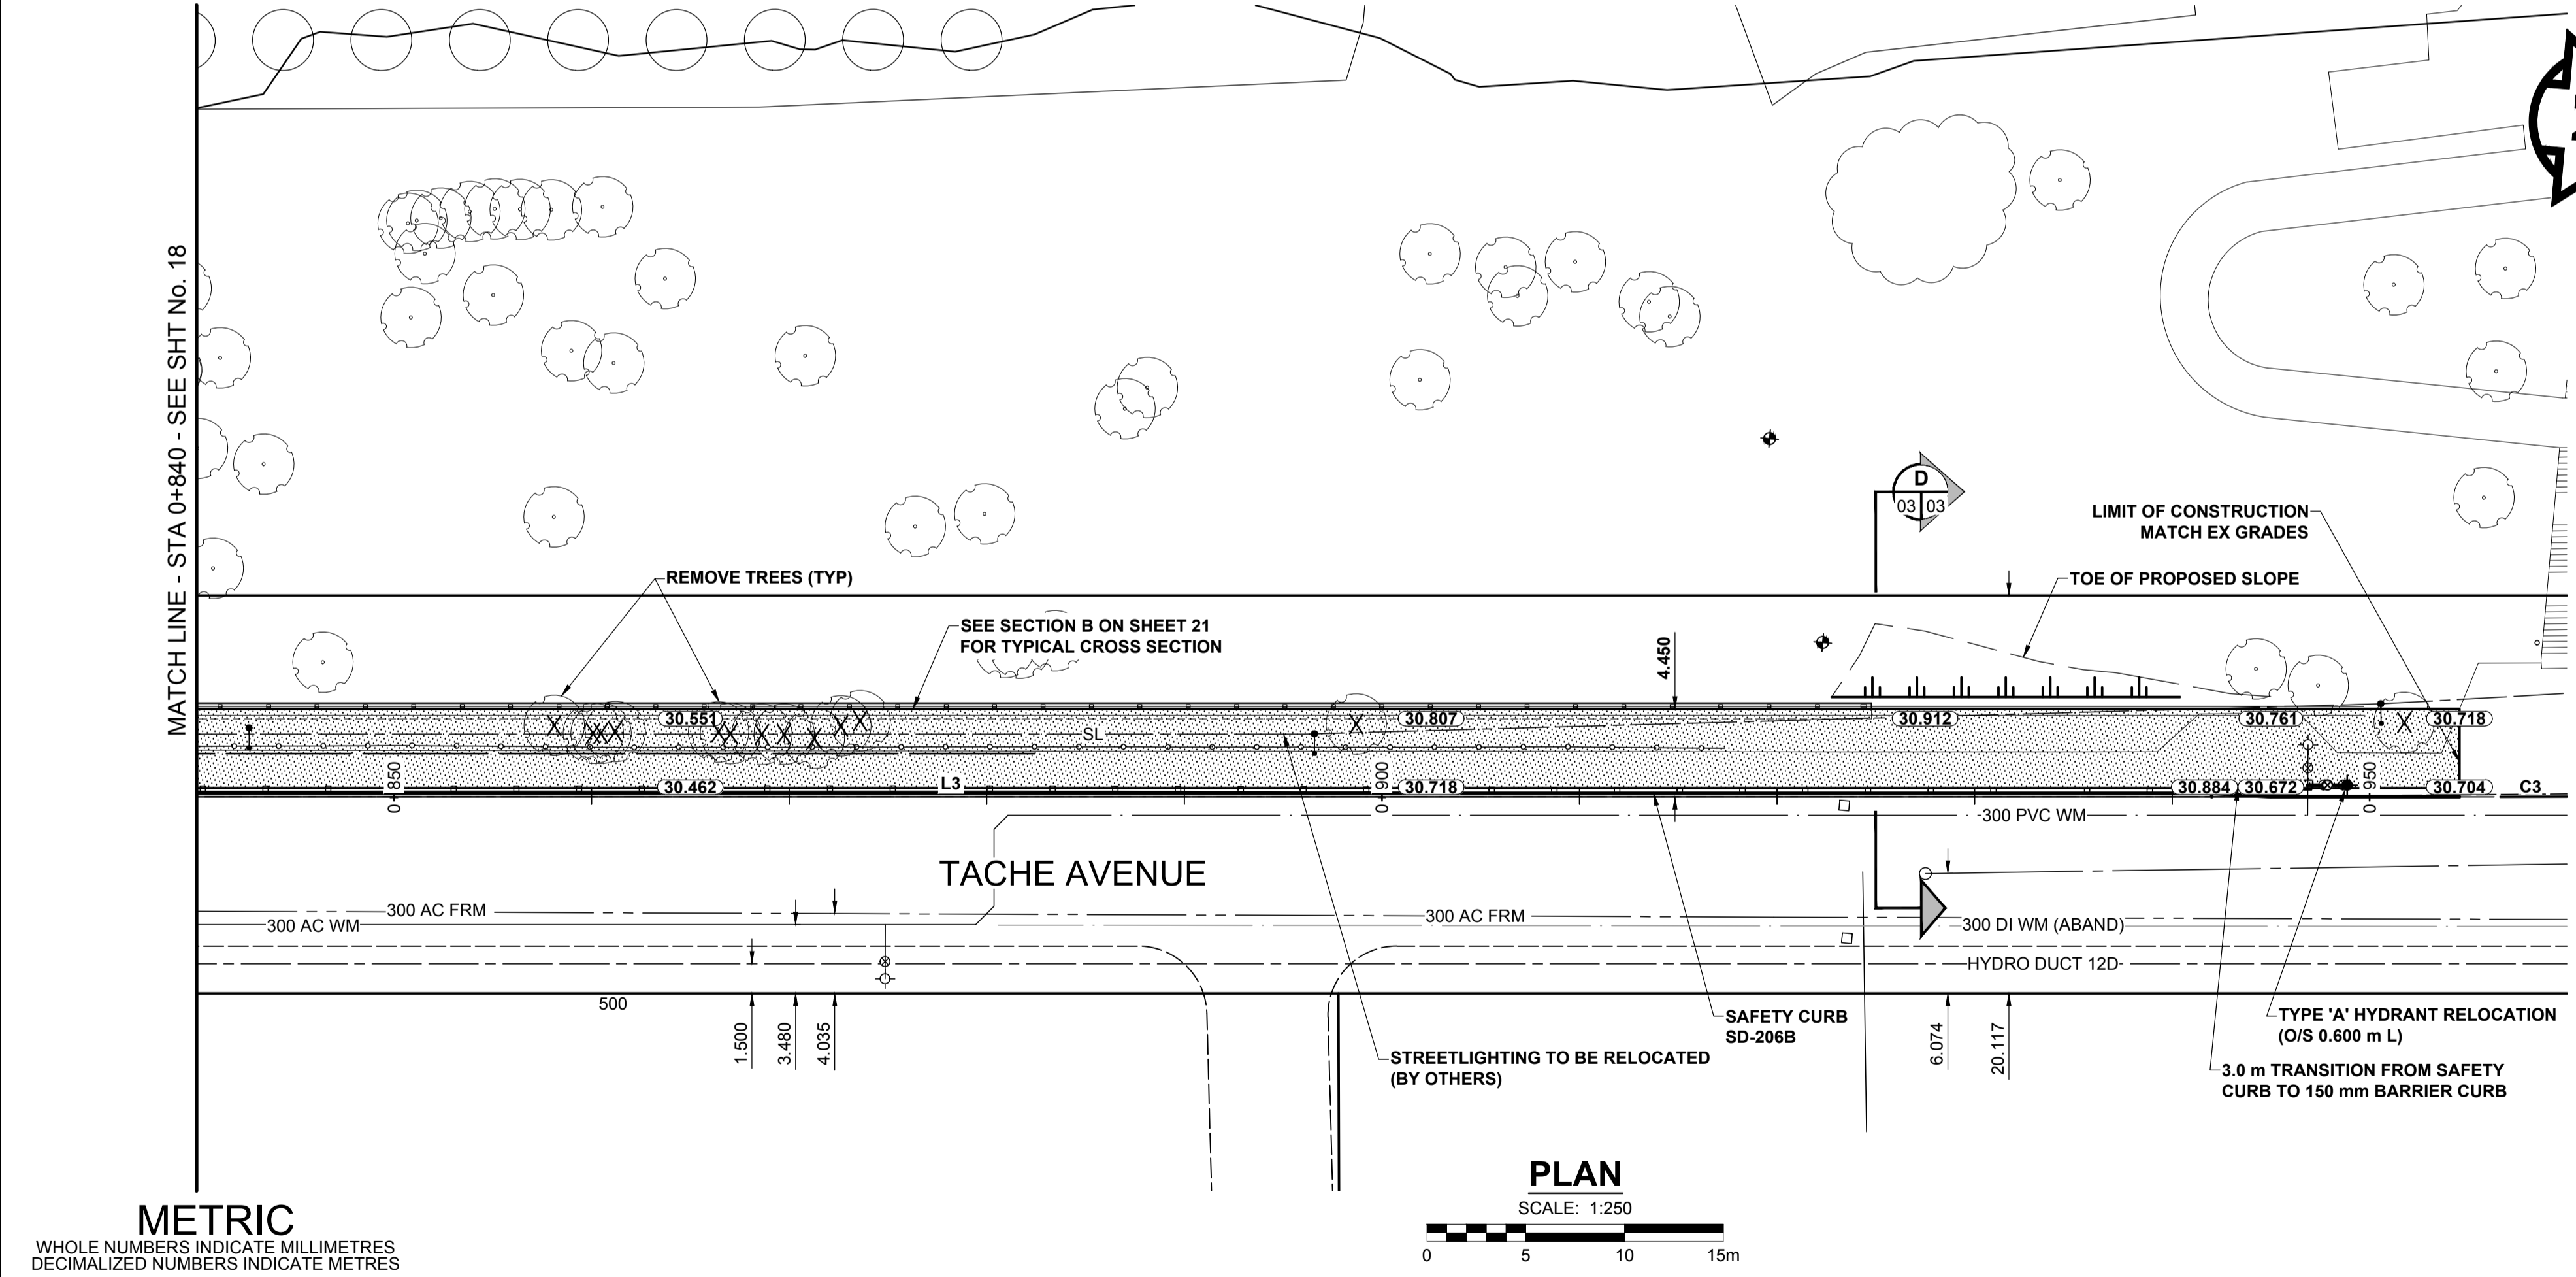 MATCH LINE - STA 0+840 - SEE SHT No. 18
D
03 03
LIMIT OF CONSTRUCTION
MATCH EX GRADES
REMOVE TREES (TYP)
TOE OF PROPOSED SLOPE
SEE SECTION B ON SHEET 21
FOR TYPICAL CROSS SECTION
4.450
30.551
30.807
30.912
30.761
30.718
SL
0+850
30.462
L3
0+900
30.718
30.884
30.672
0+950
30.704
C3
300 PVC WM
TACHE AVENUE
300 AC FRM
300 AC WM
300 AC FRM
300 DI WM (ABAND)
HYDRO DUCT 12D
500
1.500
3.480
4.035
6.074
20.117
SAFETY CURB
SD-206B
TYPE 'A' HYDRANT RELOCATION
(O/S 0.600 m L)
STREETLIGHTING TO BE RELOCATED
(BY OTHERS)
3.0 m TRANSITION FROM SAFETY
CURB TO 150 mm BARRIER CURB
PLAN
SCALE: 1:250
0 5 10 15m
METRIC
WHOLE NUMBERS INDICATE MILLIMETRES
DECIMALIZED NUMBERS INDICATE METRES